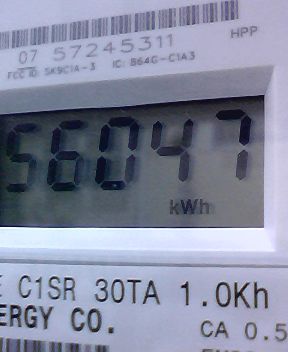 07 57245311
HPP
FCC ID: SK9C1A-3 IC: 864G-C1A3
56047
kWh
C1SR 30TA 1.0Kh
ERGY CO.
CA 0.5